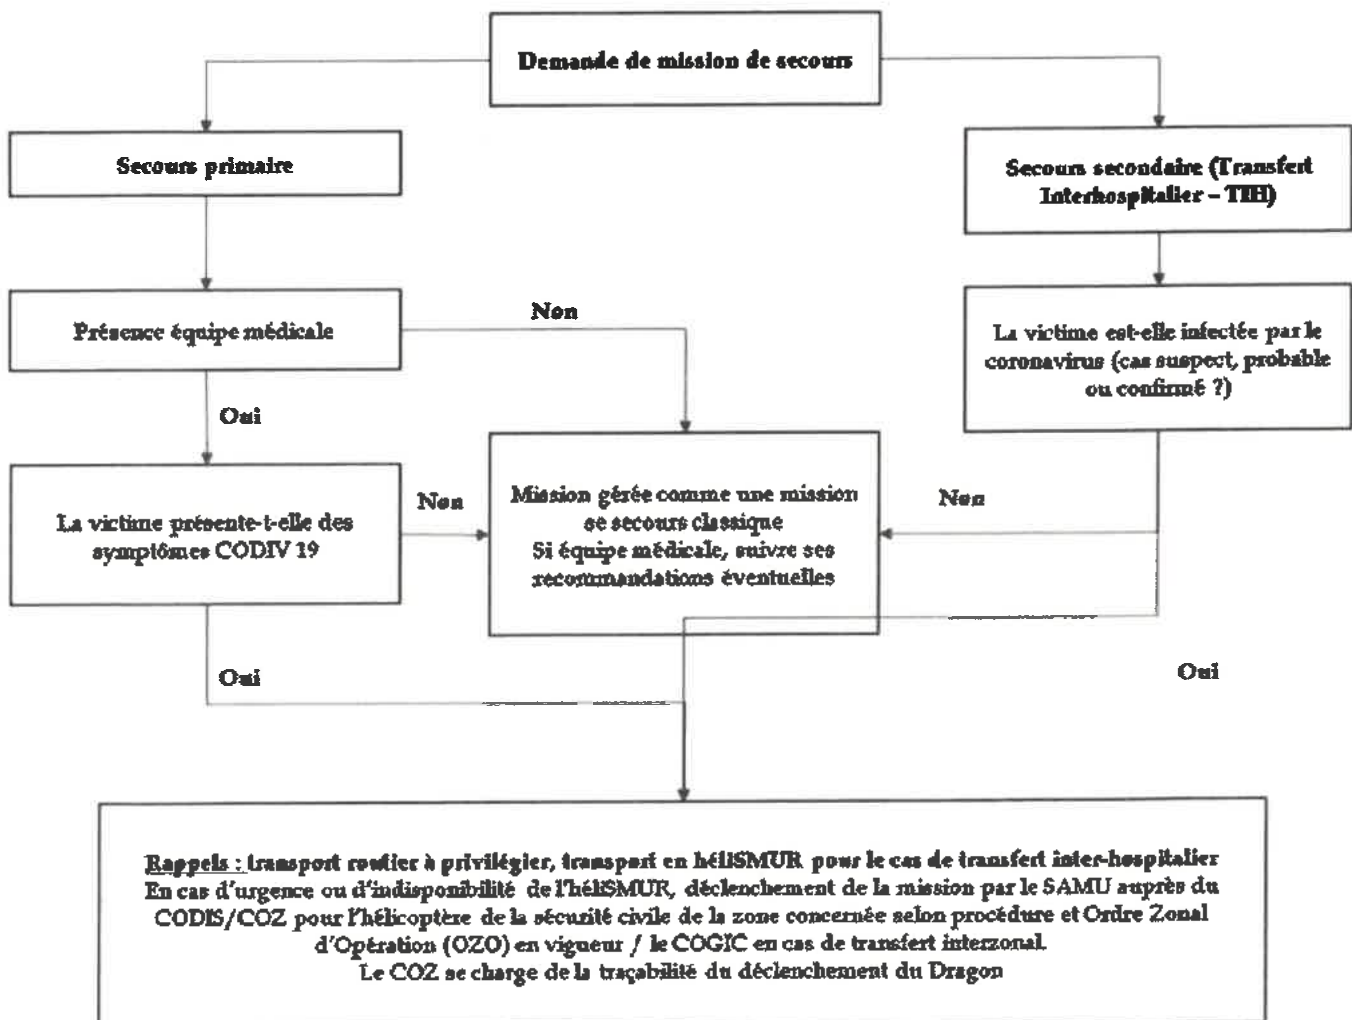 Demande de mission de secours
Secours primaire
Secours secondaire (Transfert
Interhospitalier – TIH)
Présence équipe médicale
Non
La victime est-elle infectée par le
coronavirus (cas suspect, probable
ou confirmé ?)
Oui
La victime présente-t-elle des
symptômes CODIV 19
Non
Mission gérée comme une mission
se secours classique
Si équipe médicale, suivre ses
recommandations éventuelles
Non
Oui
Oui
Rappels : transport routier à privilégier, transport en héliSMUR pour le cas de transfert inter-hospitalier
En cas d'urgence ou d'indisponibilité de l'héliSMUR, déclenchement de la mission par le SAMU auprès du
CODIS/COZ pour l'hélicoptère de la sécurité civile de la zone concernée selon procédure et Ordre Zonal
d'Opération (OZO) en vigueur / le COGIC en cas de transfert interzonal.
Le COZ se charge de la traçabilité du déclenchement du Dragon